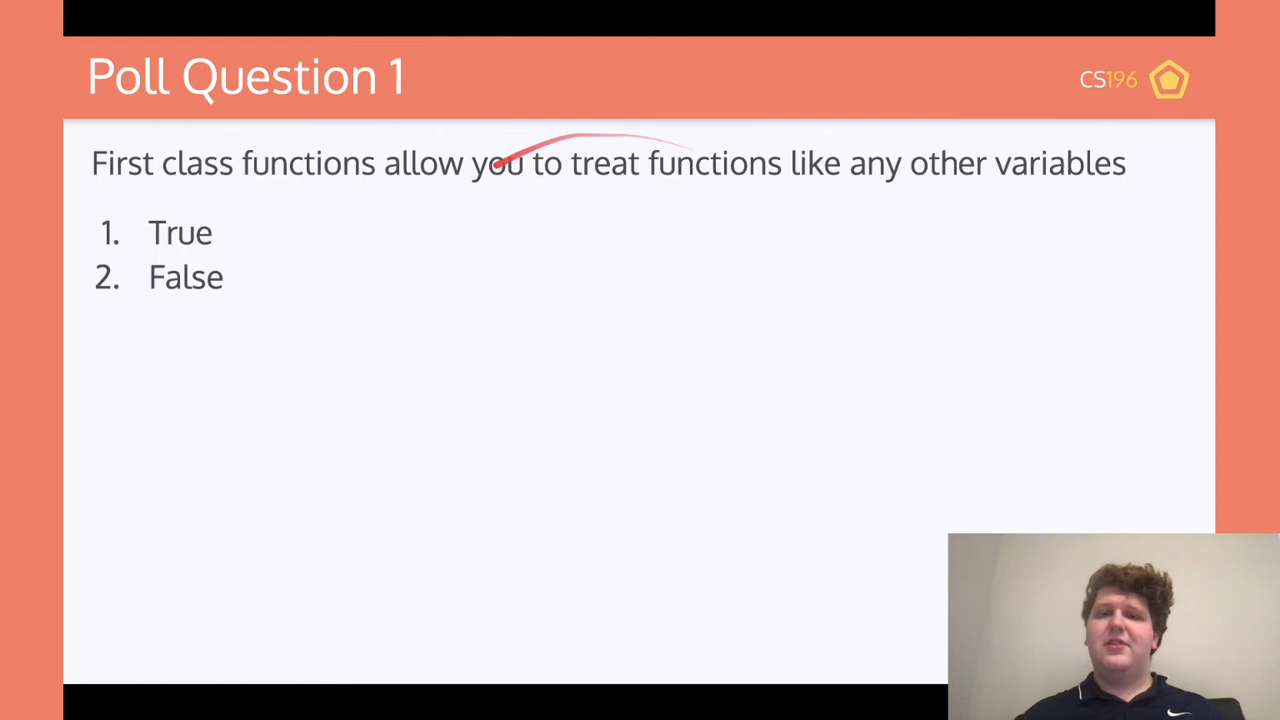 Poll Question 1
CS196
First class functions allow you to treat functions like any other variables
1. True
2. False